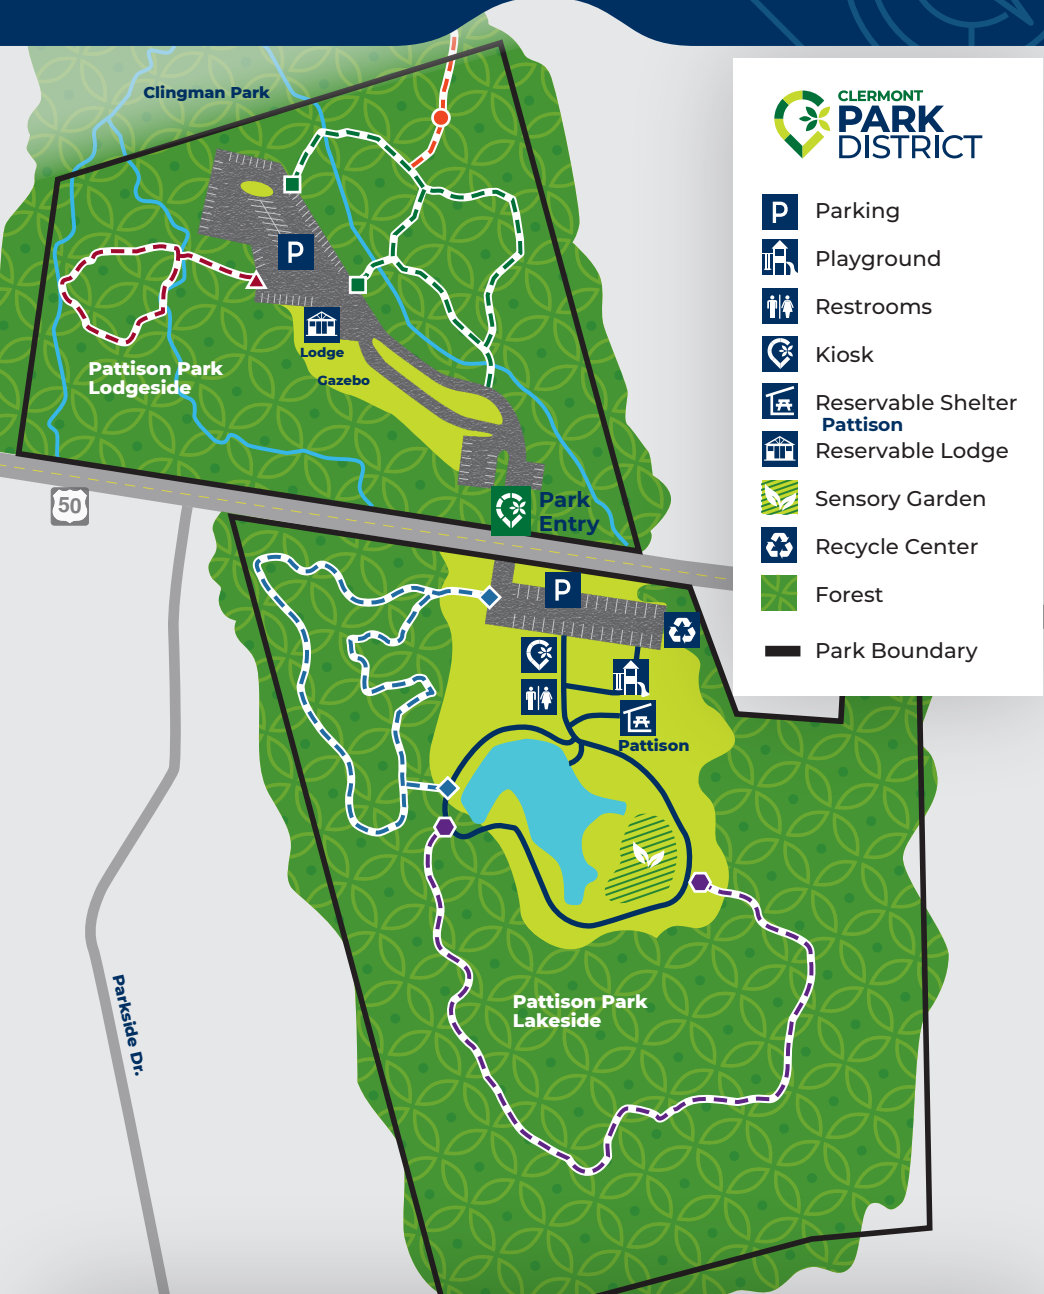 Clingman Park
CLERMONT
PARK
DISTRICT
P
Parking
Playground
Restrooms
Kiosk
Reservable Shelter
Pattison
Reservable Lodge
Sensory Garden
Recycle Center
Forest
Park Boundary
P
Lodge
Gazebo
Pattison Park
Lodgeside
50
Park
Entry
P
Pattison
Pattison Park
Lakeside
Parkside Dr.